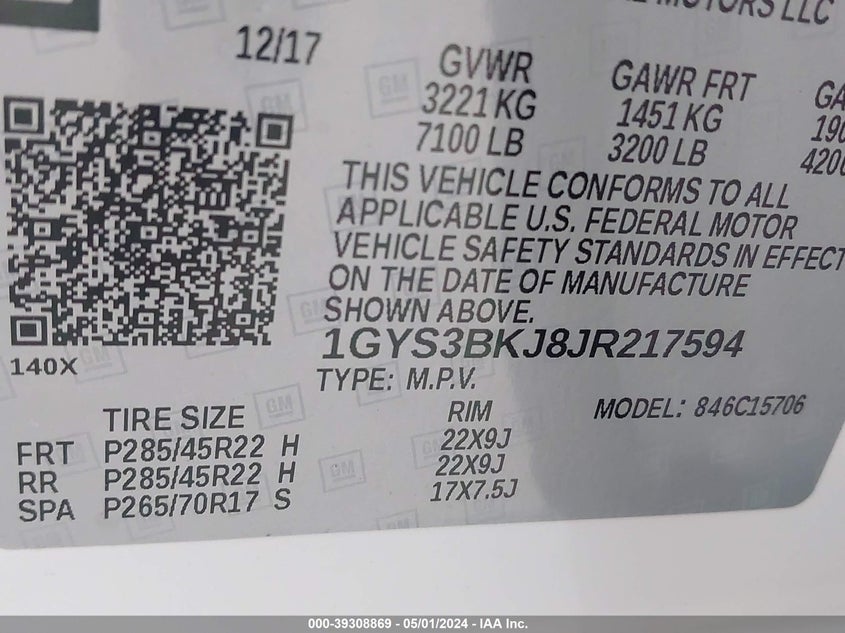 MOTORS LLC
12/17
GVWR
3221 KG
7100 LB
GAWR FRT
1451 KG
3200 LB
THIS VEHICLE CONFORMS TO ALL
APPLICABLE U.S. FEDERAL MOTOR
VEHICLE SAFETY STANDARDS IN EFFECT
ON THE DATE OF MANUFACTURE
SHOWN ABOVE.
1GYS3BKJ8JR217594
140X
TYPE: M.P.V.
MODEL: 846C15706
TIRE SIZE RIM
FRT P285/45R22 H 22X9J
RR P285/45R22 H 22X9J
SPA P265/70R17 S 17X7.5J
GM
000-39308869 - 05/01/2024 - IAA Inc.